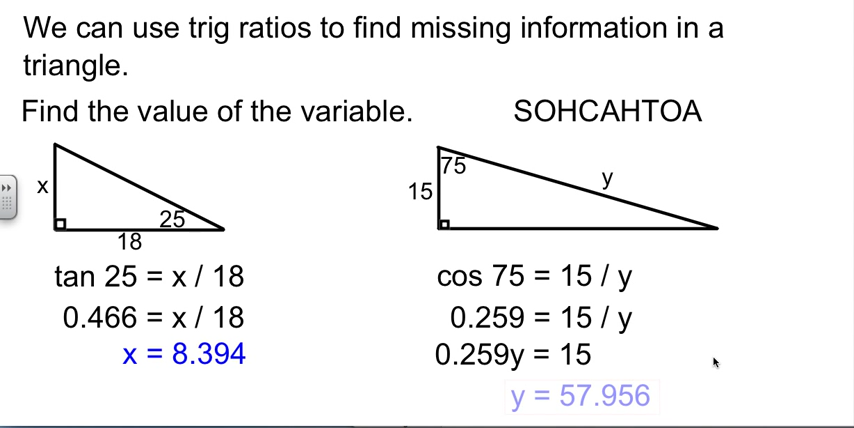 We can use trig ratios to find missing information in a
triangle.
Find the value of the variable. SOHCAHTOA
x
25
18
75
15
y
tan 25 = x / 18
0.466 = x / 18
x = 8.394
cos 75 = 15 / y
0.259 = 15 / y
0.259y = 15
y = 57.956